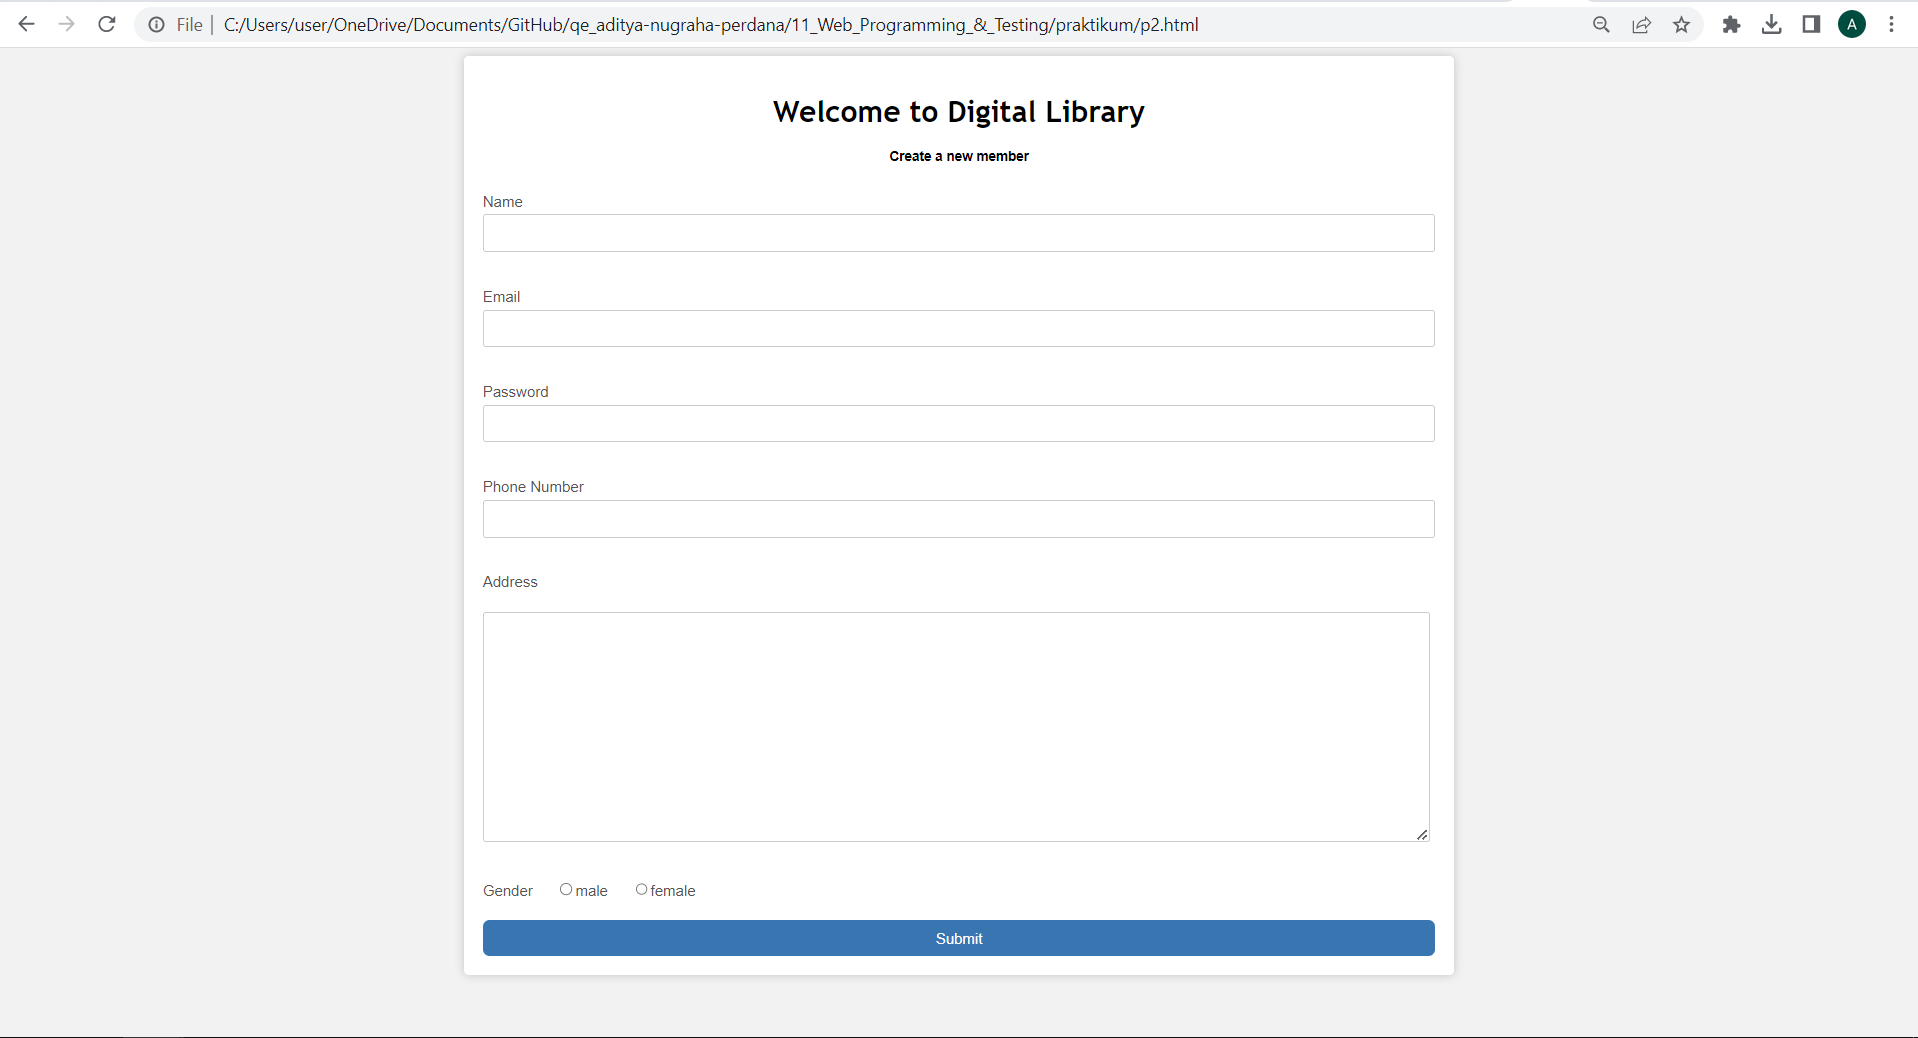 File | C:/Users/user/OneDrive/Documents/GitHub/qe_aditya-nugraha-perdana/11_Web_Programming_&_Testing/praktikum/p2.html A
Welcome to Digital Library
Create a new member
Name
Email
Password
Phone Number
Address
Gender male female
Submit